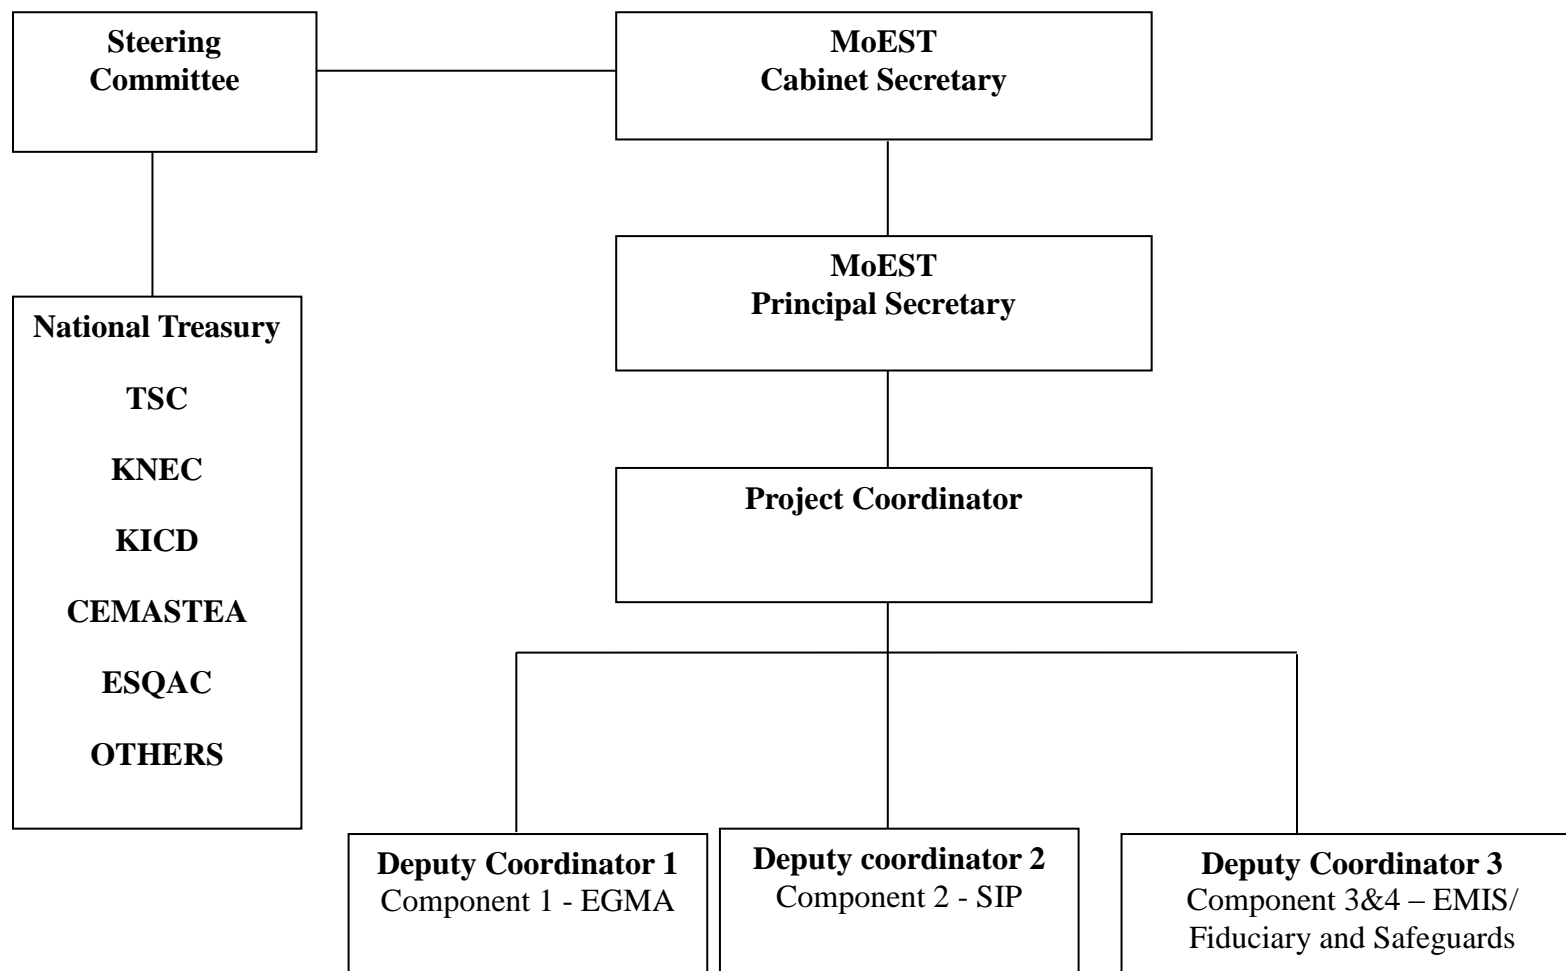 Steering
Committee
MoEST
Cabinet Secretary
MoEST
Principal Secretary
National Treasury
TSC
KNEC
KICD
CEMASTEA
ESQAC
OTHERS
Project Coordinator
Deputy Coordinator 1
Component 1 - EGMA
Deputy coordinator 2
Component 2 - SIP
Deputy Coordinator 3
Component 3&4 – EMIS/
Fiduciary and Safeguards